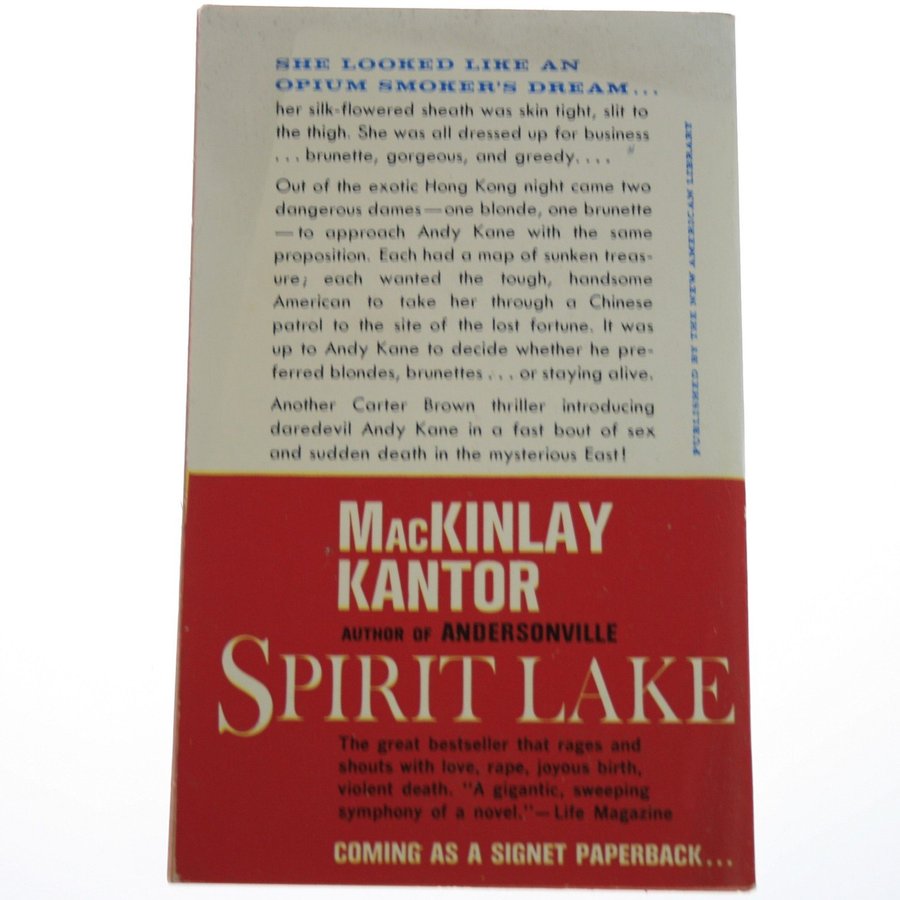 SHE LOOKED LIKE AN
OPIUM SMOKER'S DREAM...
her silk-flowered sheath was skin tight, slit to
the thigh. She was all dressed up for business
... brunette, gorgeous, and greedy....
Out of the exotic Hong Kong night came two
dangerous dames—one blonde, one brunette
—to approach Andy Kane with the same
proposition. Each had a map of sunken treas-
ure; each wanted the tough, handsome
American to take her through a Chinese
patrol to the site of the lost fortune. It was
up to Andy Kane to decide whether he pre-
ferred blondes, brunettes ... or staying alive.
Another Carter Brown thriller introducing
daredevil Andy Kane in a fast bout of sex
and sudden death in the mysterious East!
PUBLISHED BY THE NEW AMERICAN LIBRARY
MacKINLAY
KANTOR
AUTHOR OF ANDERSONVILLE
SPIRIT LAKE
The great bestseller that rages and
shouts with love, rape, joyous birth,
violent death. "A gigantic, sweeping
symphony of a novel."—Life Magazine
COMING AS A SIGNET PAPERBACK...